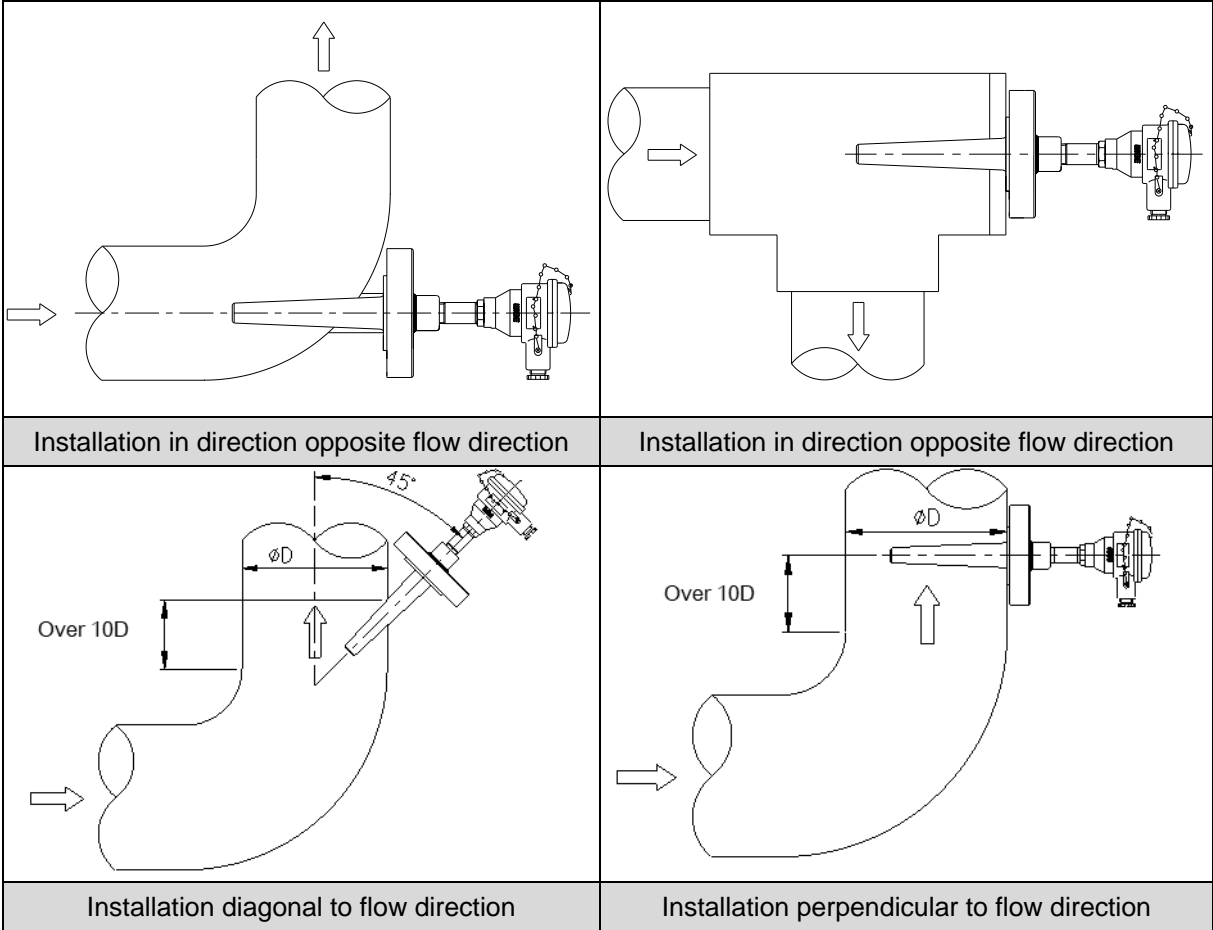 Installation in direction opposite flow direction
Installation in direction opposite flow direction
45°
øD
Over 10D
øD
Over 10D
Installation diagonal to flow direction
Installation perpendicular to flow direction